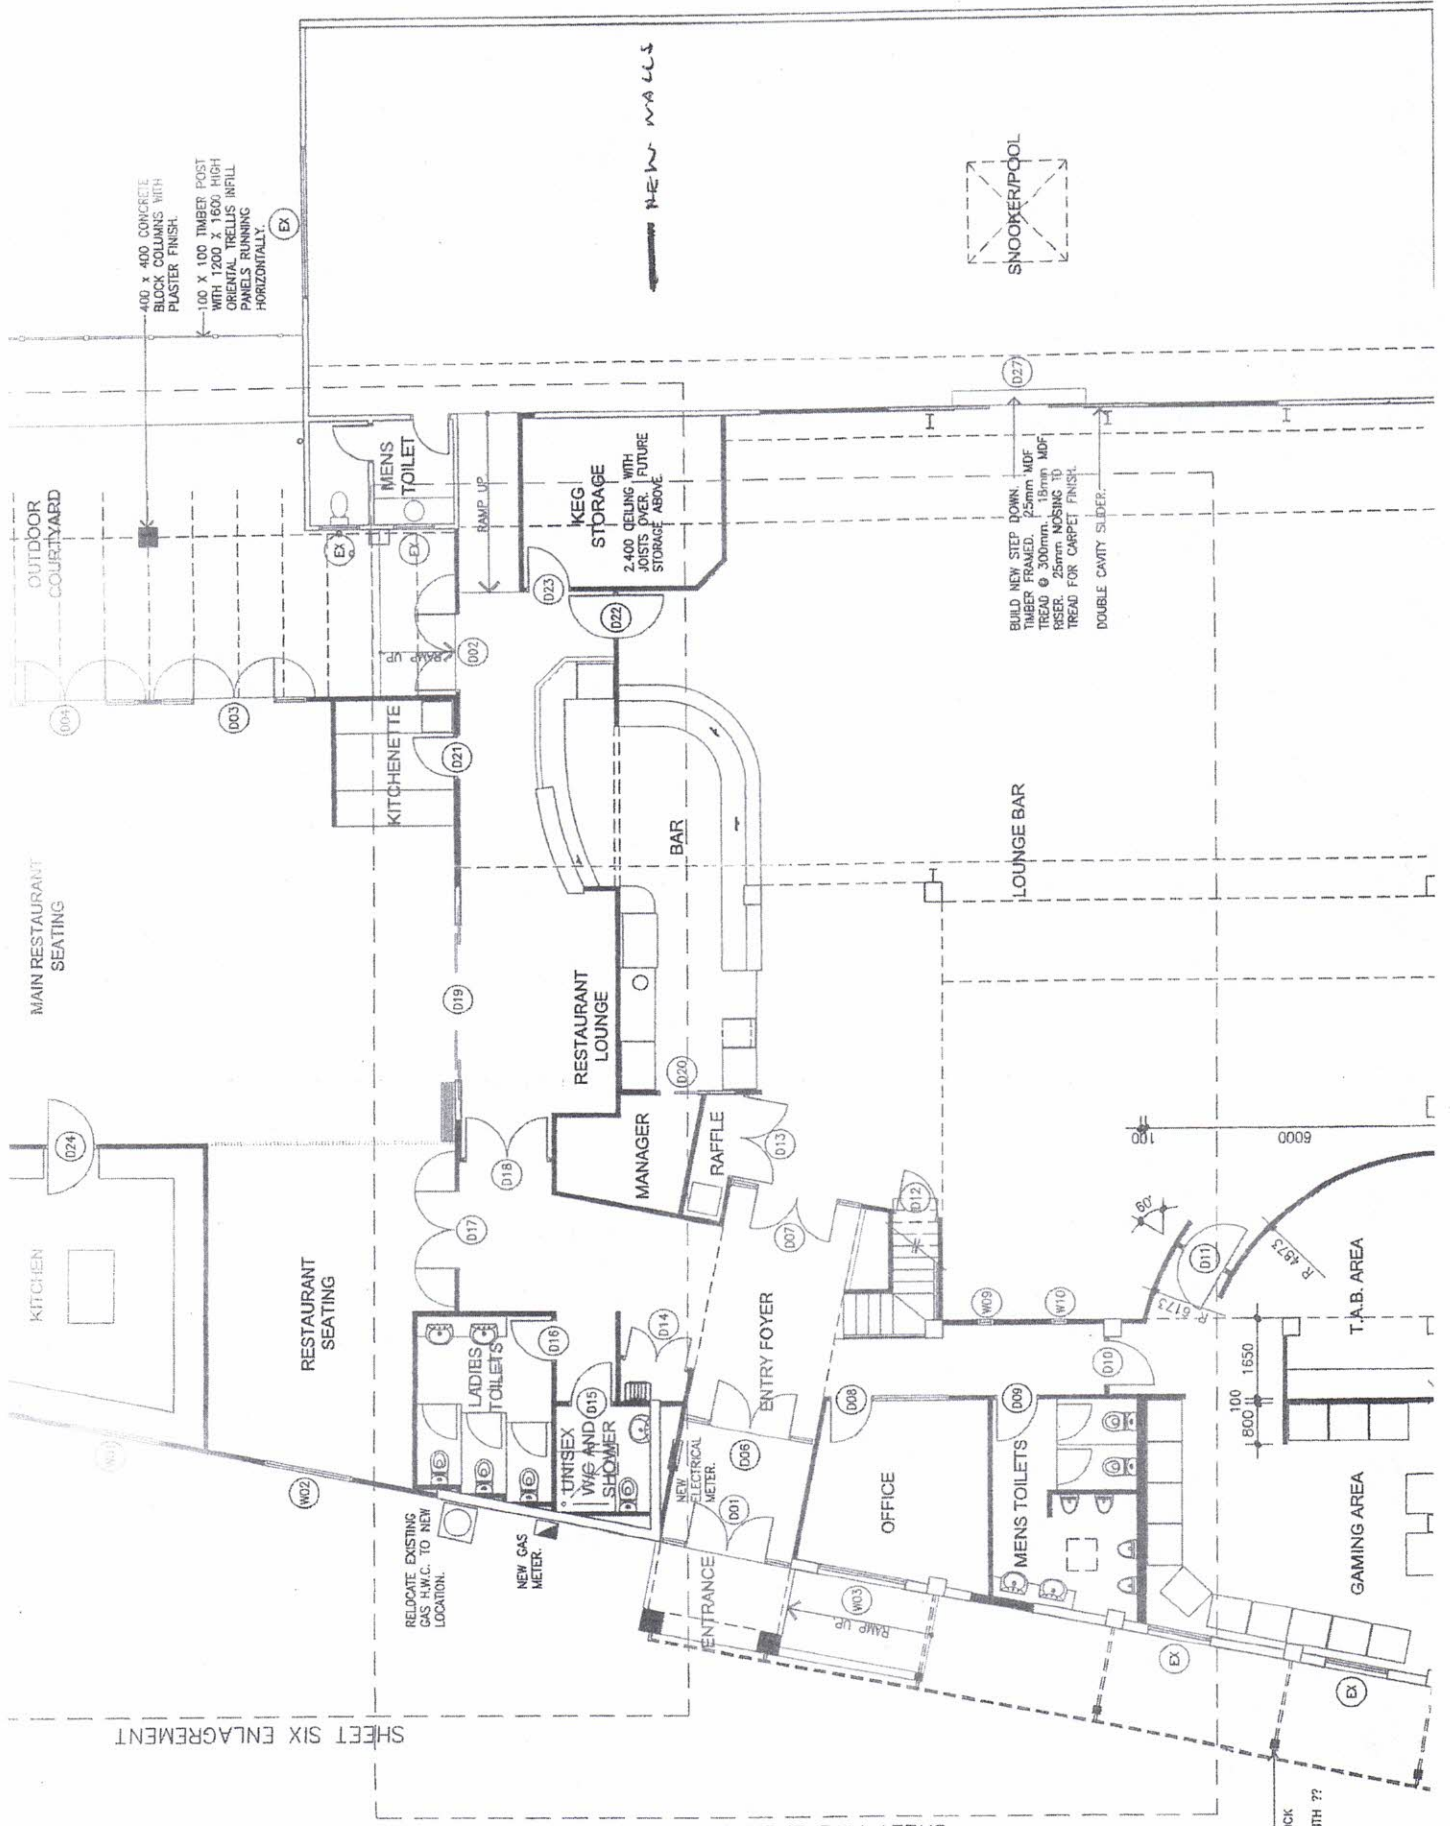 400 x 400 CONCRETE
BLOCK COLUMNS WITH
PLASTER FINISH.
100 X 100 TIMBER POST
WITH 1200 X 1600 HIGH
ORIENTAL TRELLIS INFILL
PANELS RUNNING
HORIZONTALLY.
EX
NEW WALLS
SNOOKER/POOL
D27
OUTDOOR
COURTYARD
MENS
TOILET
EX
EX
RAMP UP
KEG
STORAGE
2,400 CEILING WITH
JOISTS OVER. FUTURE
STORAGE ABOVE
D23
D22
BUILD NEW STEP DOWN.
TIMBER FRAMED. 25mm MDF
TREAD @ 300mm. 18mm MDF
RISER. 25mm NOSING TO
TREAD FOR CARPET FINISH.
DOUBLE CAVITY SLIDER.
D04
D03
RAMP UP
D02
KITCHENETTE
D21
MAIN RESTAURANT
SEATING
BAR
LOUNGE BAR
D19
RESTAURANT
LOUNGE
D20
D24
KITCHEN
D18
MANAGER
RAFFLE
D13
100
6000
D17
D07
D12
60°
D11
R 4873
R 6173
T.A.B. AREA
RESTAURANT
SEATING
LADIES
TOILETS
D16
D14
ENTRY FOYER
W09
W10
D10
1650
100
800
UNISEX
W/C AND
SHOWER
D15
D08
D09
W02
NEW
ELECTRICAL
METER.
D06
D01
OFFICE
MENS TOILETS
GAMING AREA
RELOCATE EXISTING
GAS H.W.C. TO NEW
LOCATION.
NEW GAS
METER.
ENTRANCE
RAMP UP
W03
EX
EX
SHEET SIX ENLAGREMENT